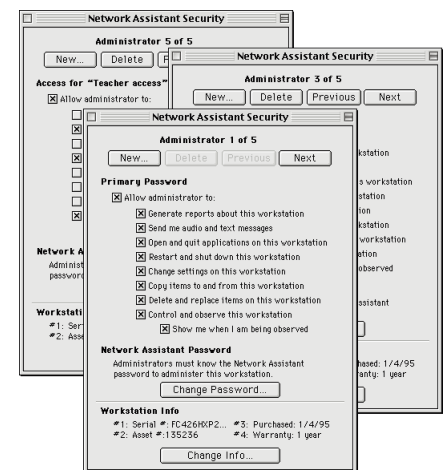 Network Assistant Security
Administrator 5 of 5
New... Delete
Access for "Teacher access"
Allow administrator to:
Network A
Administ
password
Workstati
#1: Ser
#2: Asse
Network Assistant Security
Administrator 3 of 5
New... Delete Previous Next
kstation
s workstation
station
ion
kstation
workstation
ation
observed
ssistant
hased: 1/4/95
ranty: 1 year
Network Assistant Security
Administrator 1 of 5
New... Delete Previous Next
Primary Password
Allow administrator to:
Generate reports about this workstation
Send me audio and text messages
Open and quit applications on this workstation
Restart and shut down this workstation
Change settings on this workstation
Copy items to and from this workstation
Delete and replace items on this workstation
Control and observe this workstation
Show me when I am being observed
Network Assistant Password
Administrators must know the Network Assistant
password to administer this workstation.
Change Password...
Workstation Info
#1: Serial #: FC426HXP2... #3: Purchased: 1/4/95
#2: Asset #:135236 #4: Warranty: 1 year
Change Info...